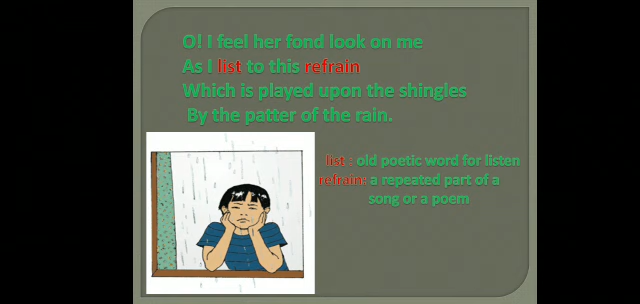 O! I feel her fond look on me
As I list to this refrain
Which is played upon the shingles
By the patter of the rain.
list : old poetic word for listen
refrain: a repeated part of a
song or a poem